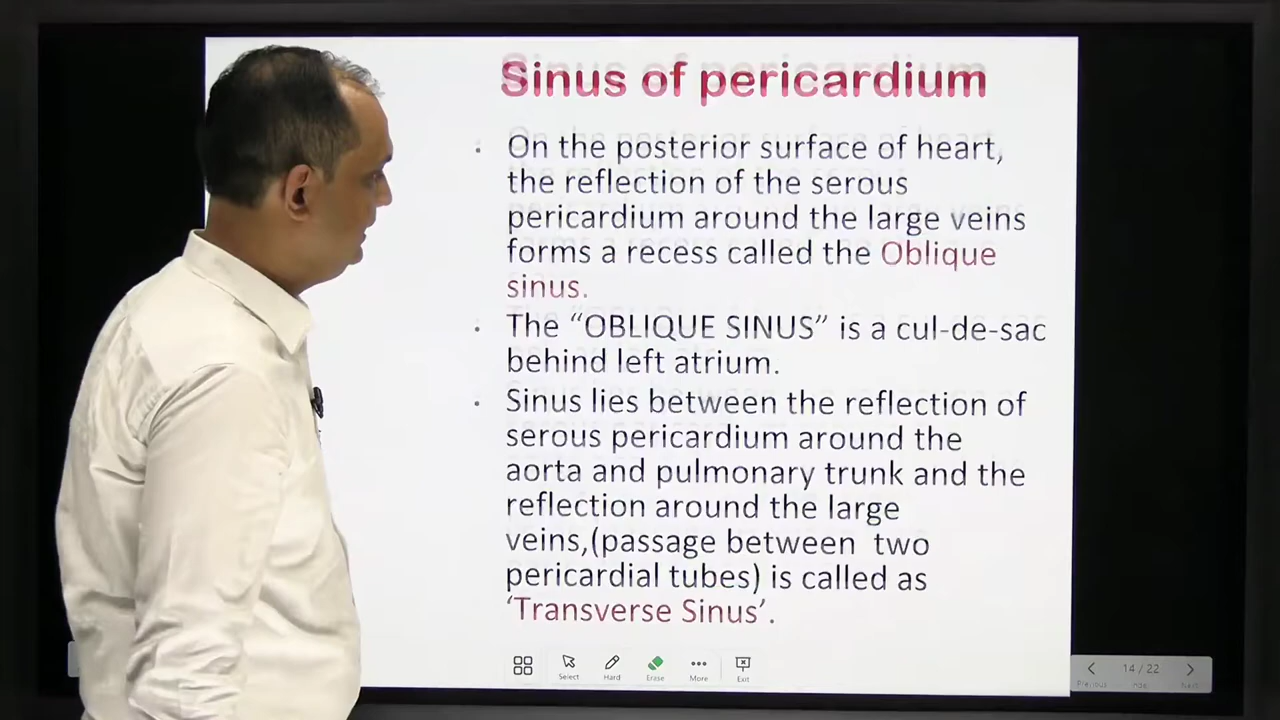 Sinus of pericardium
• On the posterior surface of heart,
the reflection of the serous
pericardium around the large veins
forms a recess called the Oblique
sinus.
• The “OBLIQUE SINUS” is a cul-de-sac
behind left atrium.
• Sinus lies between the reflection of
serous pericardium around the
aorta and pulmonary trunk and the
reflection around the large
veins,(passage between two
pericardial tubes) is called as
‘Transverse Sinus’.
Select Hard Erase More Exit
14 / 22
Previous Next